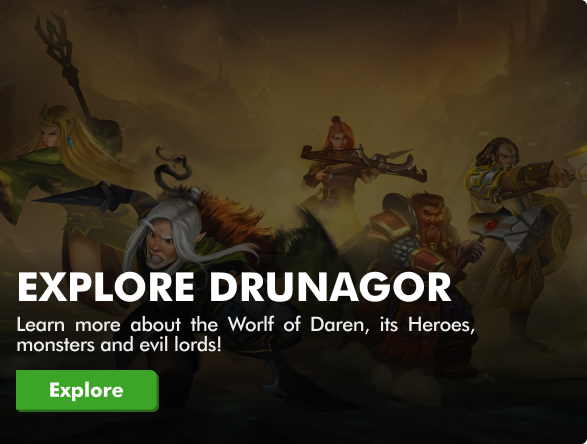 EXPLORE DRUNAGOR
Learn more about the Worlf of Daren, its Heroes,
monsters and evil lords!
Explore